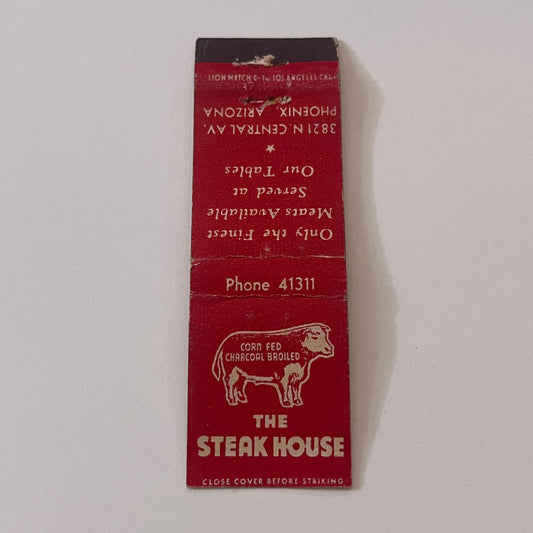 LION MATCH Co Inc LOS ANGELES CAL
3821 N. CENTRAL AV.
PHOENIX, ARIZONA
Only the Finest
Meats Available
Served at
Our Tables
Phone 41311
CORN FED
CHARCOAL BROILED
THE
STEAK HOUSE
CLOSE COVER BEFORE STRIKING